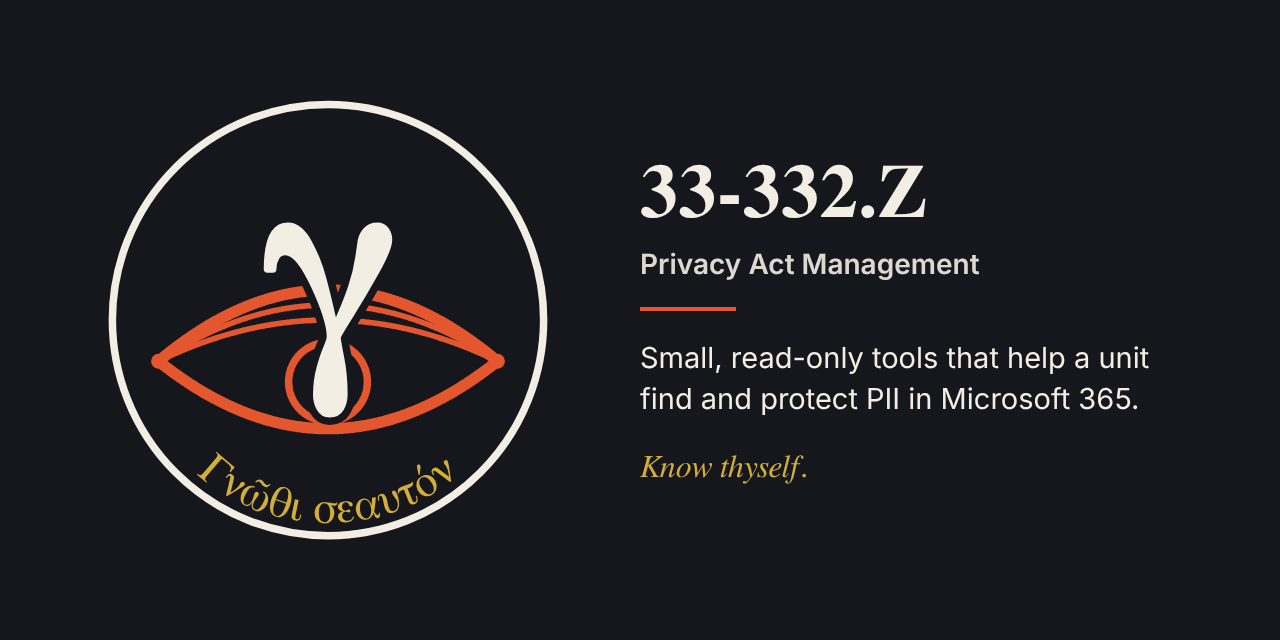 γ
Γνῶθι σεαυτόν
33-332.Z
Privacy Act Management
Small, read-only tools that help a unit
find and protect PII in Microsoft 365.
Know thyself.